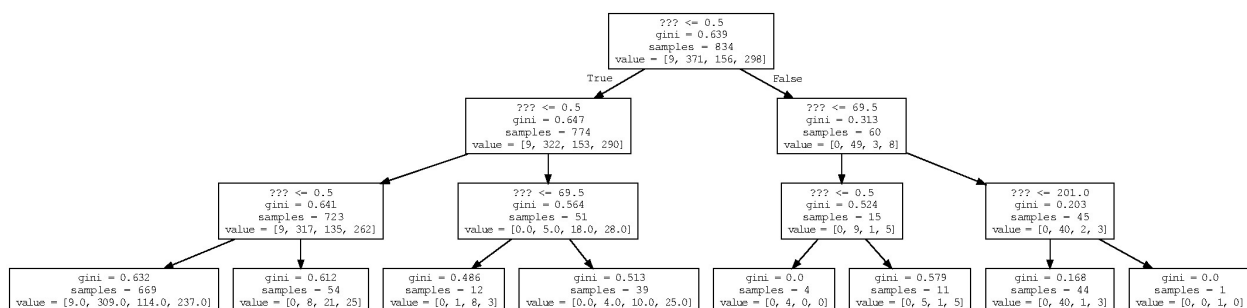 ??? <= 0.5
gini = 0.639
samples = 834
value = [9, 371, 156, 298]
True
False
??? <= 0.5
gini = 0.647
samples = 774
value = [9, 322, 153, 290]
??? <= 69.5
gini = 0.313
samples = 60
value = [0, 49, 3, 8]
??? <= 0.5
gini = 0.641
samples = 723
value = [9, 317, 135, 262]
??? <= 69.5
gini = 0.564
samples = 51
value = [0.0, 5.0, 18.0, 28.0]
??? <= 0.5
gini = 0.524
samples = 15
value = [0, 9, 1, 5]
??? <= 201.0
gini = 0.203
samples = 45
value = [0, 40, 2, 3]
gini = 0.632
samples = 669
value = [9.0, 309.0, 114.0, 237.0]
gini = 0.612
samples = 54
value = [0, 8, 21, 25]
gini = 0.486
samples = 12
value = [0, 1, 8, 3]
gini = 0.513
samples = 39
value = [0.0, 4.0, 10.0, 25.0]
gini = 0.0
samples = 4
value = [0, 4, 0, 0]
gini = 0.579
samples = 11
value = [0, 5, 1, 5]
gini = 0.168
samples = 44
value = [0, 40, 1, 3]
gini = 0.0
samples = 1
value = [0, 0, 1, 0]